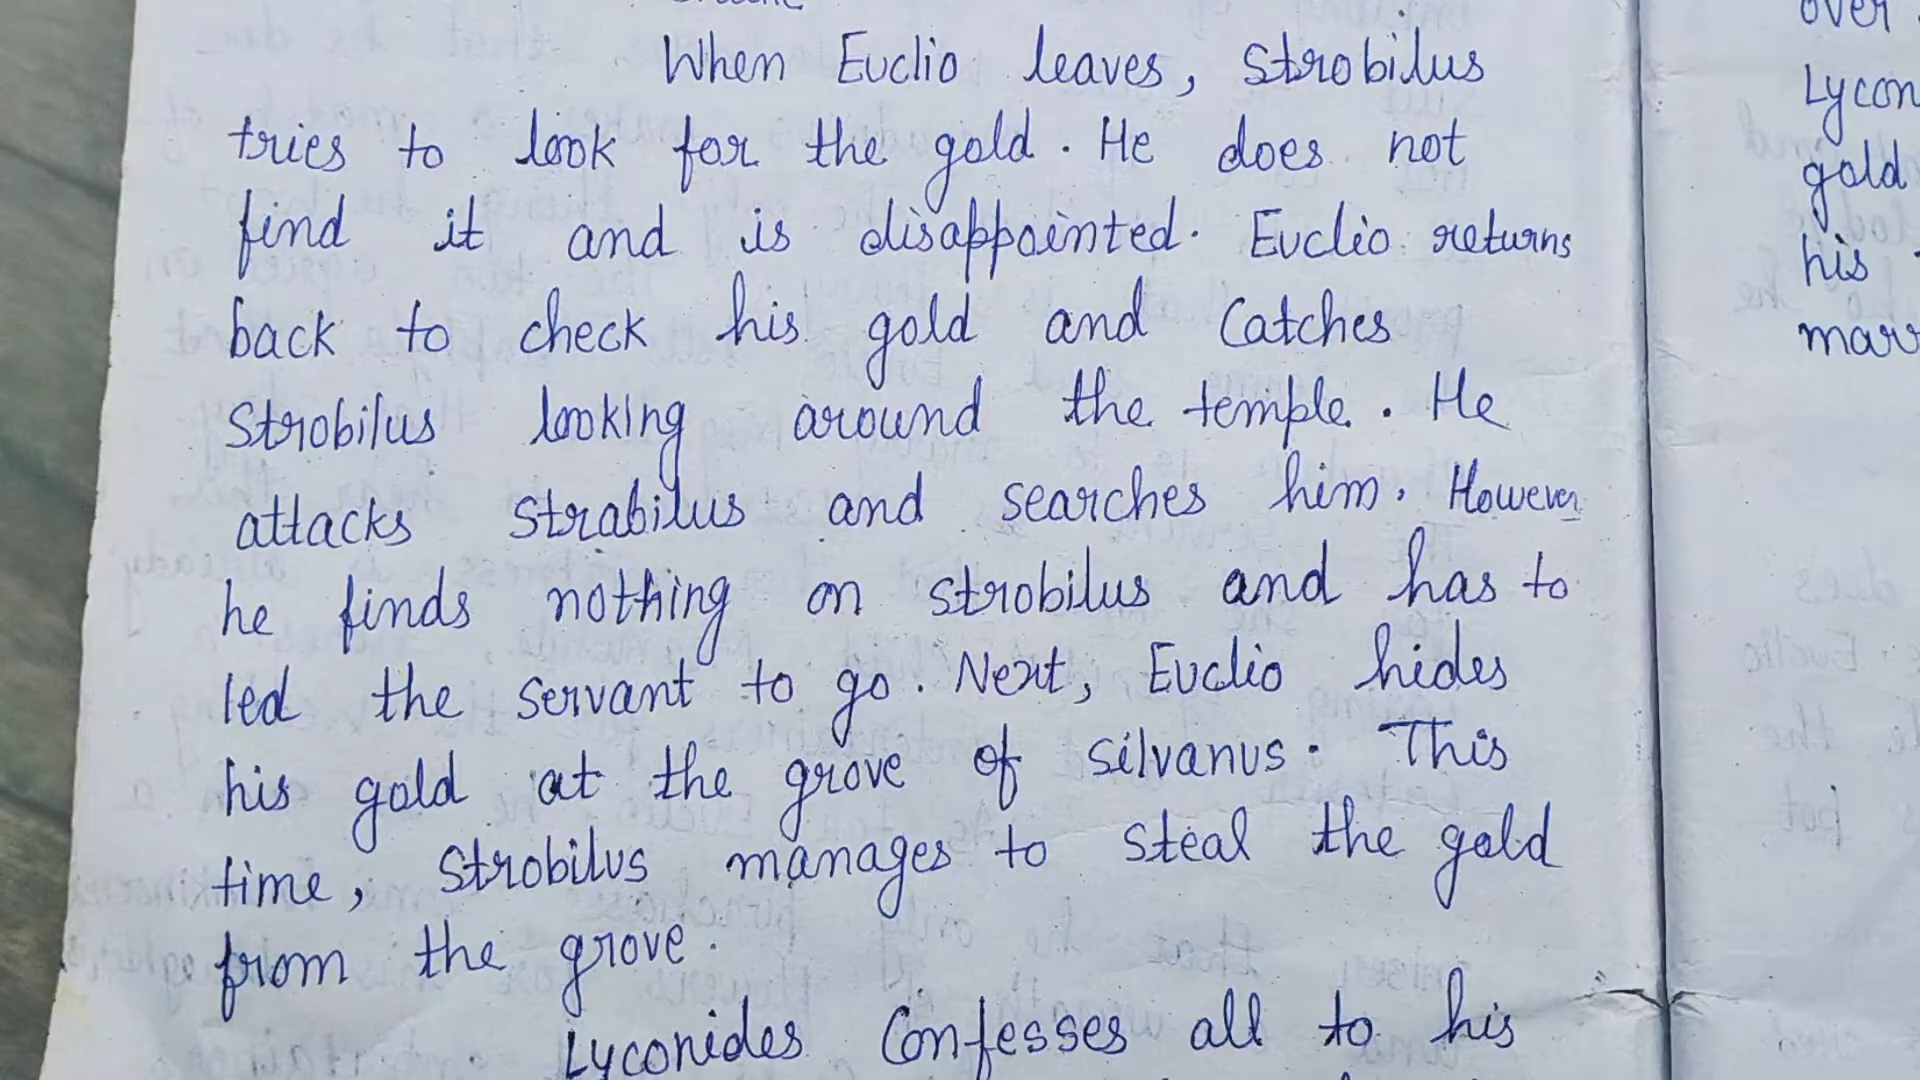 When Euclio leaves, Strobilus
tries to look for the gold. He does not
find it and is disappointed. Euclio returns
back to check his gold and Catches
Strobilus looking around the temple. He
attacks Strabilus and searches him. However
he finds nothing on strobilus and has to
led the servant to go. Next, Euclio hides
his gold at the grove of silvanus. This
time, Strobilus manages to steal the gold
from the grove.
Lyconides Confesses all to his
over
Lycon
gold
his
marr